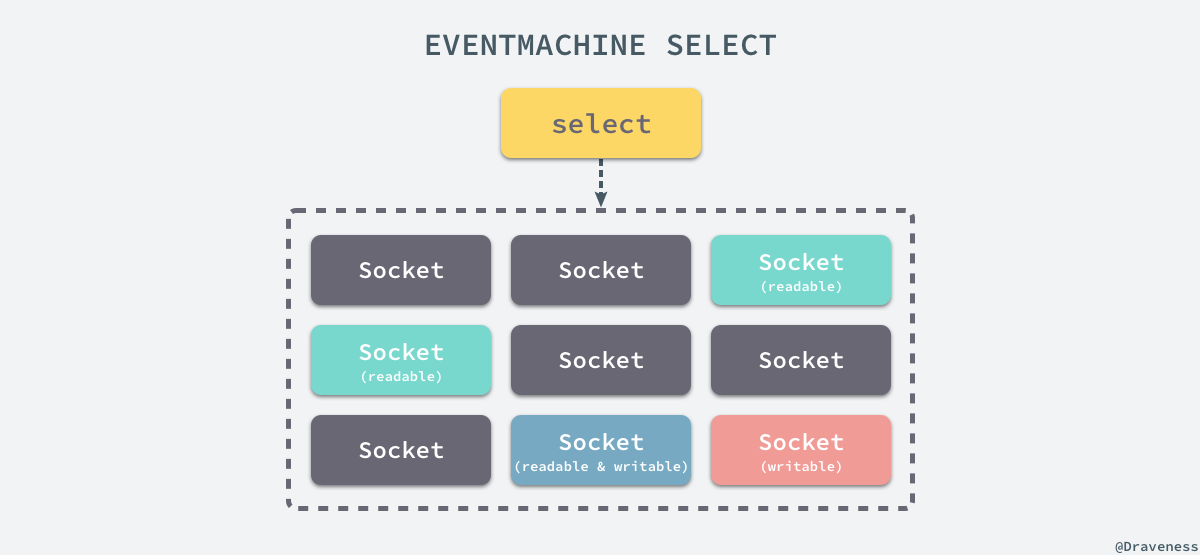 EVENTMACHINE SELECT
select
Socket
Socket
Socket
(readable)
Socket
(readable)
Socket
Socket
Socket
Socket
(readable & writable)
Socket
(writable)
@Draveness